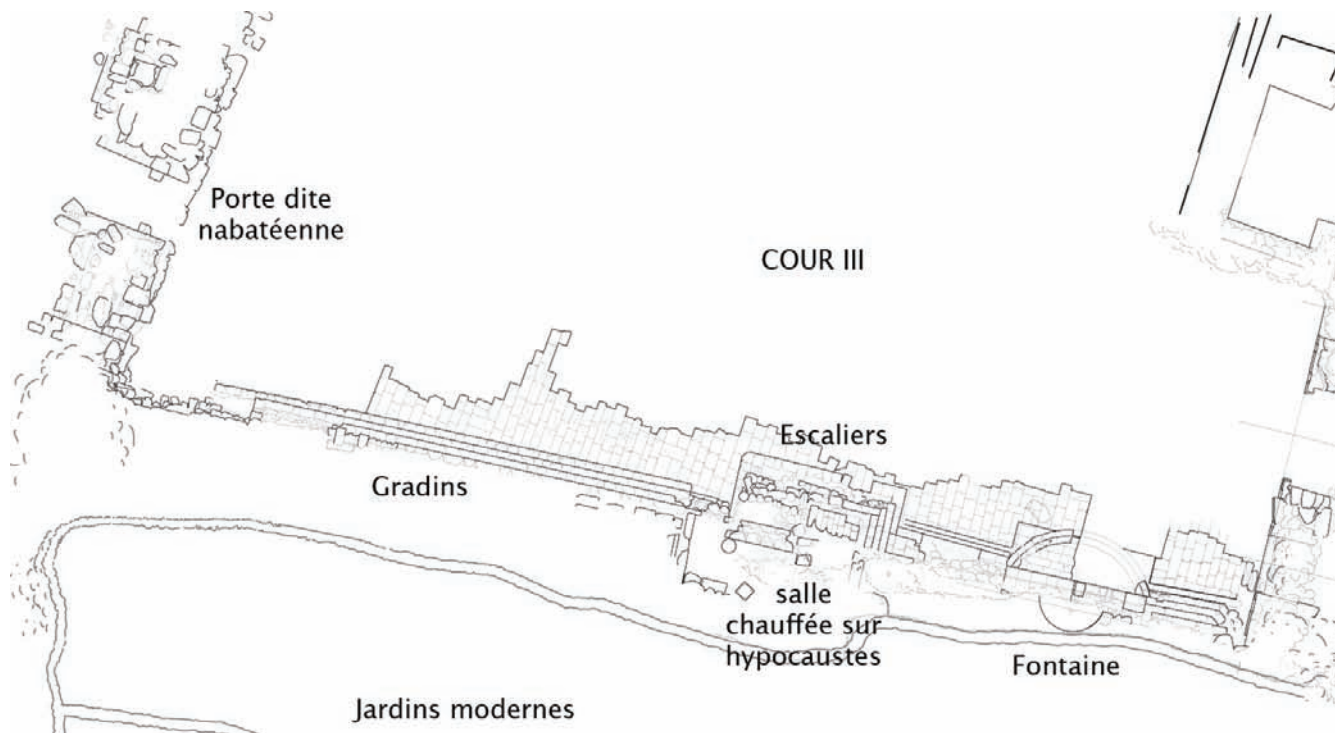 Porte dite
nabatéenne
COUR III
Escaliers
Gradins
salle
chauffée sur
hypocaustes
Fontaine
Jardins modernes